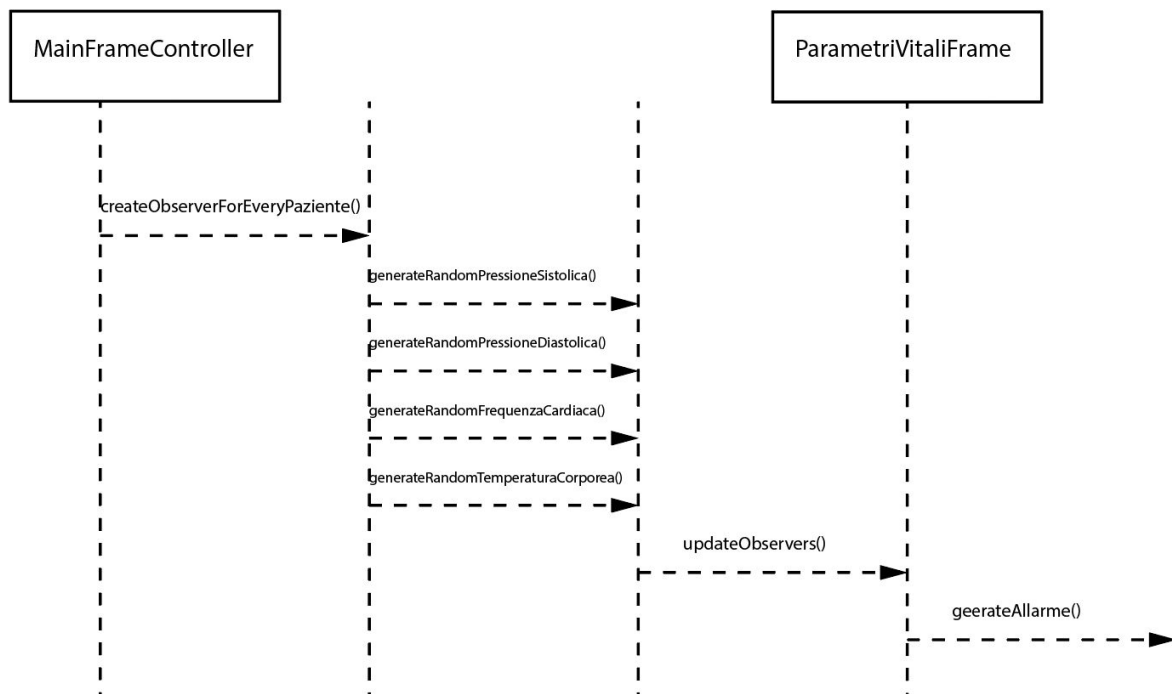 MainFrameController
ParametriVitaliFrame
createObserverForEveryPaziente()
generateRandomPressioneSistolica()
generateRandomPressioneDiastolica()
generateRandomFrequenzaCardiaca()
generateRandomTemperaturaCorporea()
updateObservers()
geerateAllarme()